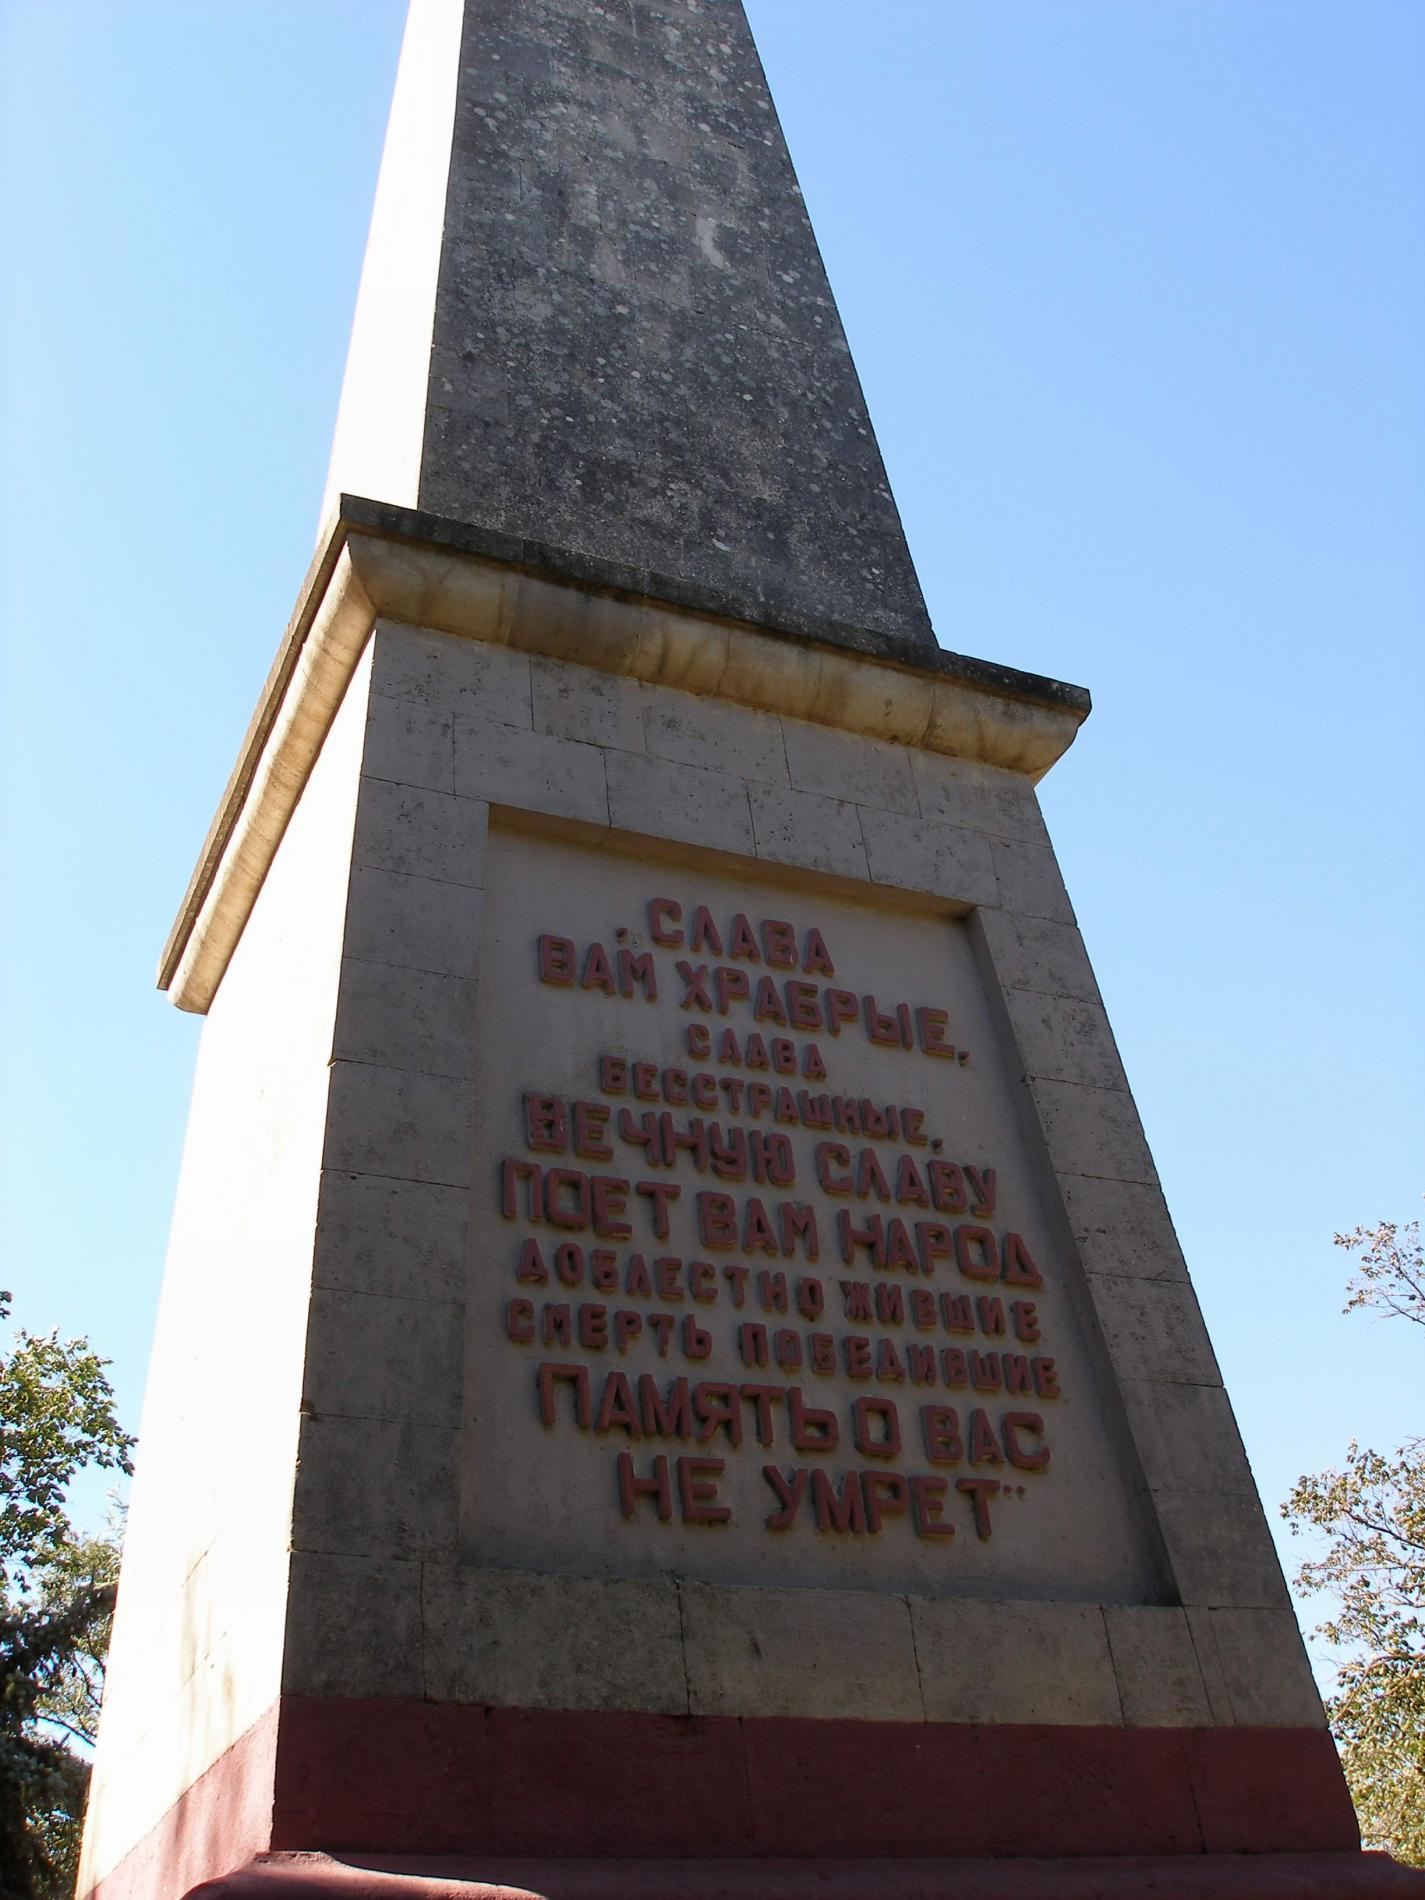 "СЛАВА
ВАМ ХРАБРЫЕ,
СЛАВА
БЕССТРАШНЫЕ,
ВЕЧНУЮ СЛАВУ
ПОЕТ ВАМ НАРОД
ДОБЛЕСТНО ЖИВШИЕ
СМЕРТЬ ПОБЕДИВШИЕ
ПАМЯТЬ О ВАС
НЕ УМРЕТ"